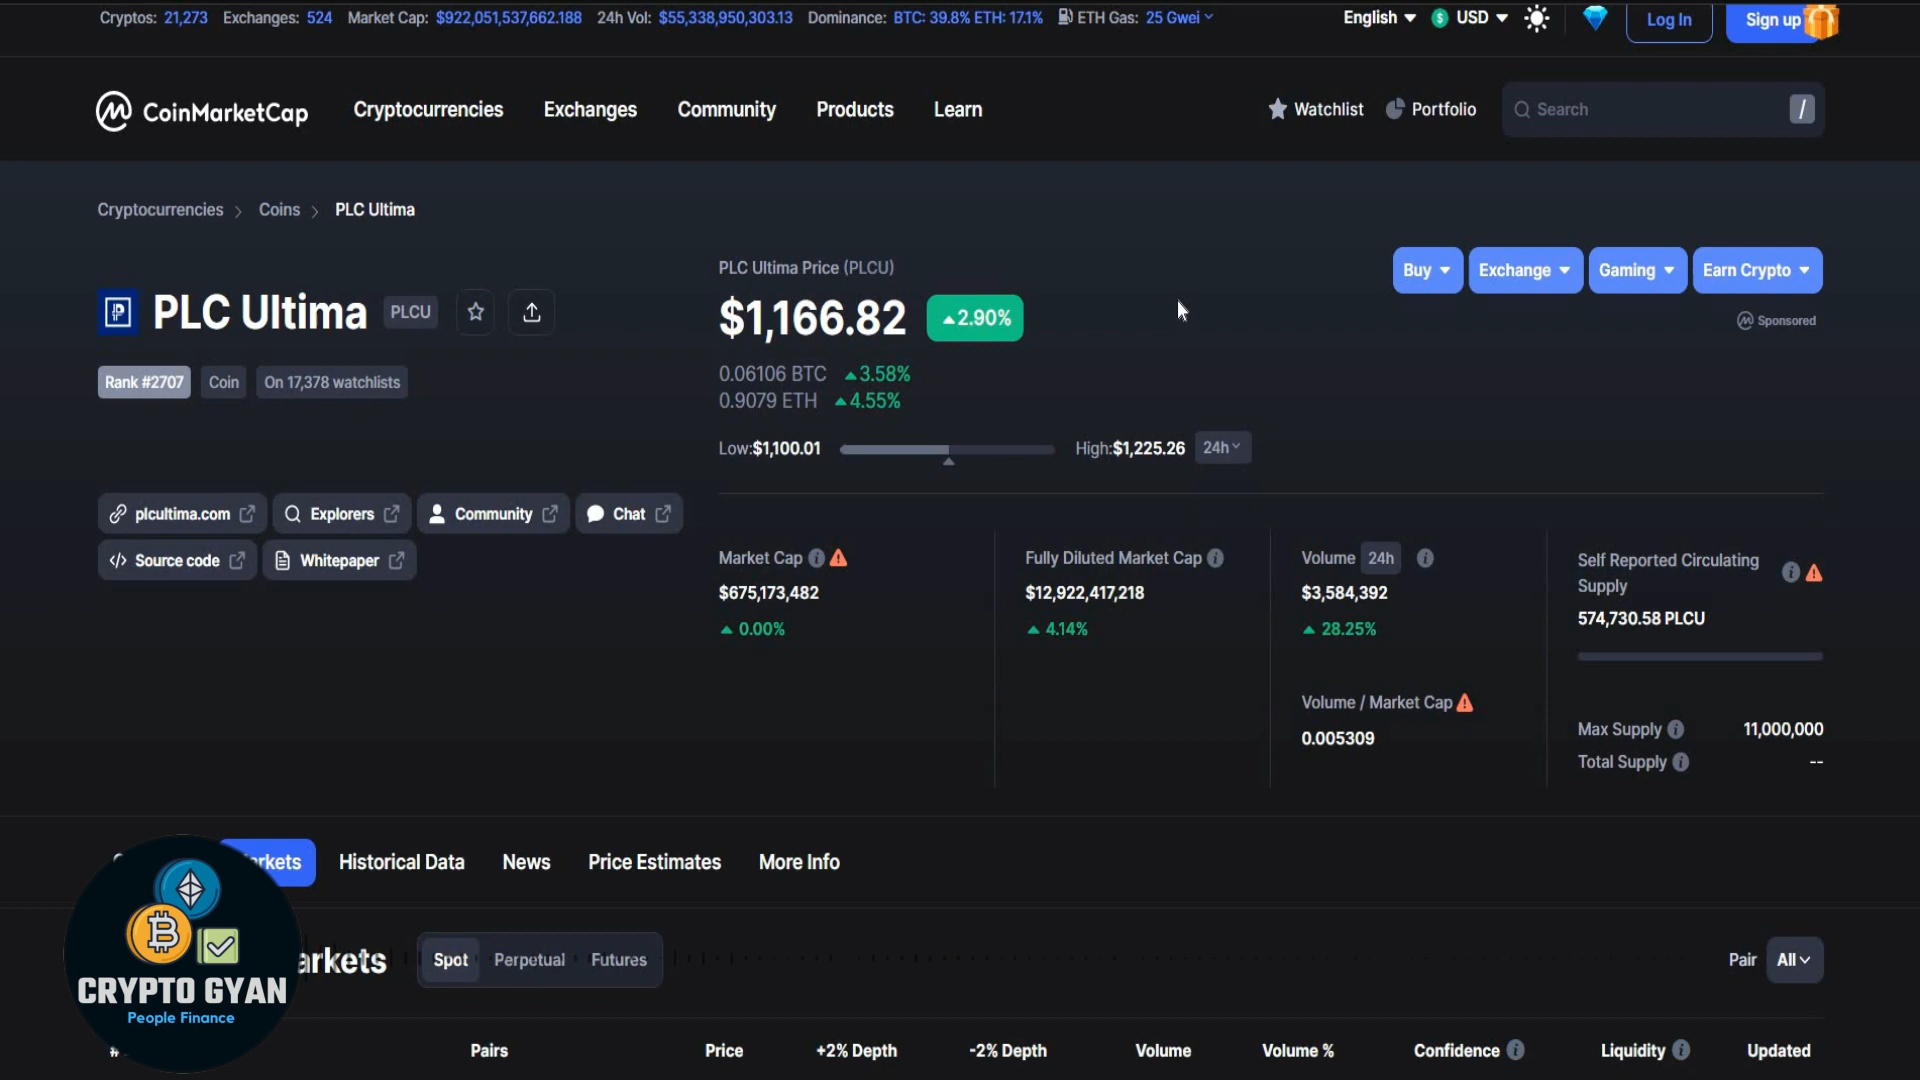 Cryptos: 21,273 Exchanges: 524 Market Cap: $922,051,537,662.188 24h Vol: $55,338,950,303.13 Dominance: BTC: 39.8% ETH: 17.1% ETH Gas: 25 Gwei English USD Log In Sign up
CoinMarketCap Cryptocurrencies Exchanges Community Products Learn Watchlist Portfolio Search /
Cryptocurrencies > Coins > PLC Ultima
PLC Ultima PLCU
Rank #2707 Coin On 17,378 watchlists
plcultima.com Explorers Community Chat
Source code Whitepaper
PLC Ultima Price (PLCU)
$1,166.82 2.90%
0.06106 BTC 3.58%
0.9079 ETH 4.55%
Low:$1,100.01 High:$1,225.26 24h
Buy Exchange Gaming Earn Crypto
Sponsored
Market Cap
$675,173,482
0.00%
Fully Diluted Market Cap
$12,922,417,218
4.14%
Volume 24h
$3,584,392
28.25%
Volume / Market Cap
0.005309
Self Reported Circulating
Supply
574,730.58 PLCU
Max Supply 11,000,000
Total Supply --
arkets Historical Data News Price Estimates More Info
arkets Spot Perpetual Futures Pair All
CRYPTO GYAN
People Finance
# Pairs Price +2% Depth -2% Depth Volume Volume % Confidence Liquidity Updated